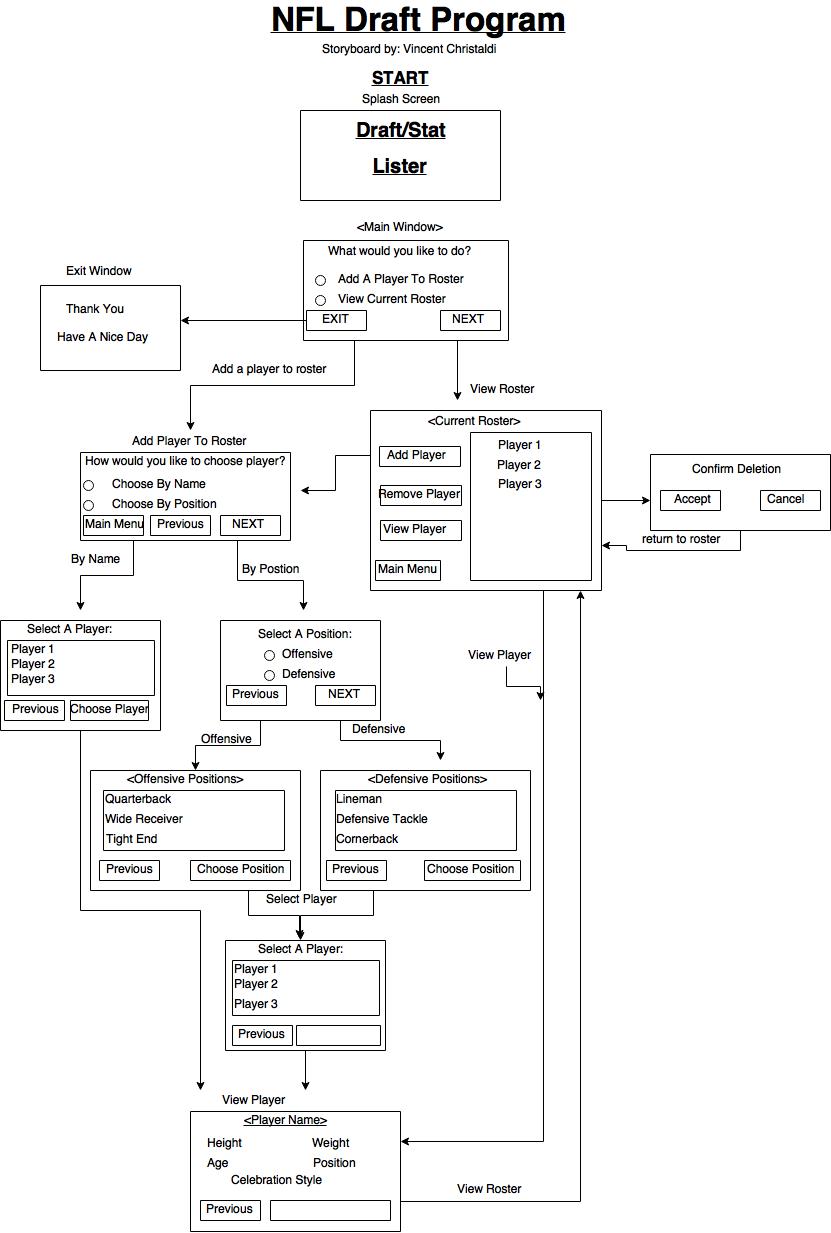 NFL Draft Program
Storyboard by: Vincent Christaldi
START
Splash Screen
Draft/Stat
Lister
<Main Window>
What would you like to do?
Add A Player To Roster
View Current Roster
EXIT
NEXT
Exit Window
Thank You
Have A Nice Day
Add a player to roster
View Roster
Add Player To Roster
How would you like to choose player?
Choose By Name
Choose By Position
Main Menu
Previous
NEXT
<Current Roster>
Add Player
Remove Player
View Player
Main Menu
Player 1
Player 2
Player 3
Confirm Deletion
Accept
Cancel
return to roster
By Name
By Postion
Select A Player:
Player 1
Player 2
Player 3
Previous
Choose Player
Select A Position:
Offensive
Defensive
Previous
NEXT
View Player
Offensive
Defensive
<Offensive Positions>
Quarterback
Wide Receiver
Tight End
Previous
Choose Position
<Defensive Positions>
Lineman
Defensive Tackle
Cornerback
Previous
Choose Position
Select Player
Select A Player:
Player 1
Player 2
Player 3
Previous
View Player
<Player Name>
Height
Weight
Age
Position
Celebration Style
Previous
View Roster